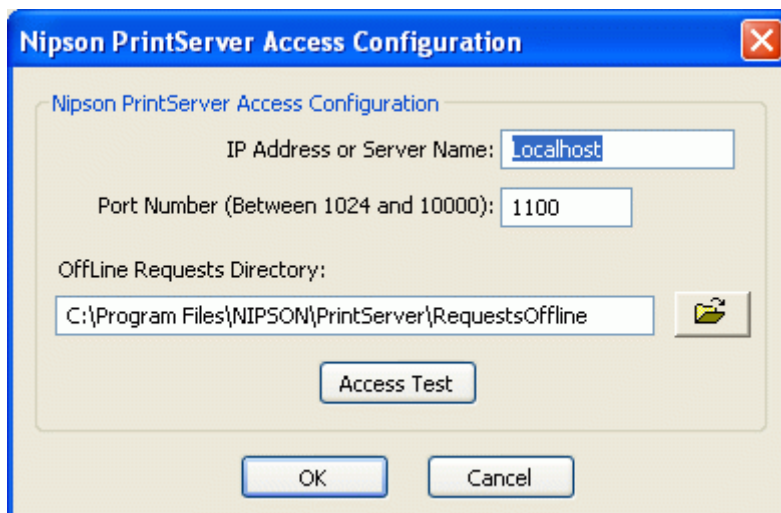 Nipson PrintServer Access Configuration
Nipson PrintServer Access Configuration
IP Address or Server Name: Localhost
Port Number (Between 1024 and 10000): 1100
OffLine Requests Directory:
C:\Program Files\NIPSON\PrintServer\RequestsOffline
Access Test
OK Cancel